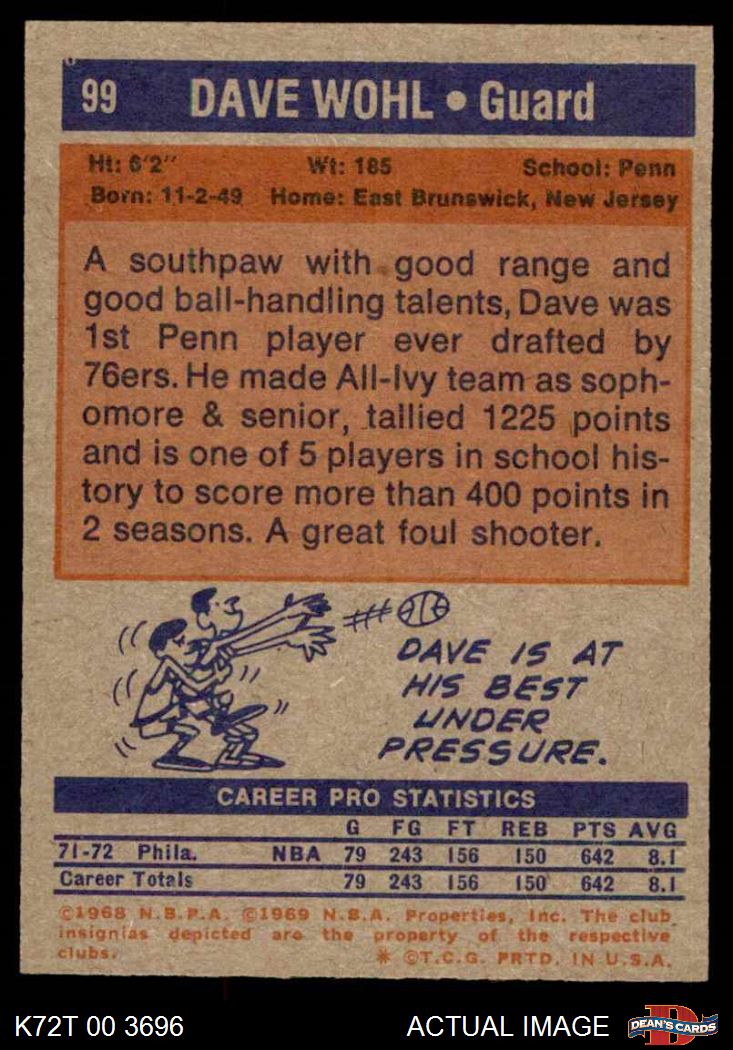 99 DAVE WOHL • Guard
Ht: 6'2" Wt: 185 School: Penn
Born: 11-2-49 Home: East Brunswick, New Jersey
A southpaw with good range and
good ball-handling talents, Dave was
1st Penn player ever drafted by
76ers. He made All-Ivy team as soph-
omore & senior, tallied 1225 points
and is one of 5 players in school his-
tory to score more than 400 points in
2 seasons. A great foul shooter.
DAVE IS AT
HIS BEST
UNDER
PRESSURE.
CAREER PRO STATISTICS
G FG FT REB PTS AVG
71-72 Phila. NBA 79 243 156 150 642 8.1
Career Totals 79 243 156 150 642 8.1
©1968 N.B.P.A. ©1969 N.B.A. Properties, Inc. The club
insignias depicted are the property of the respective
clubs. * ©T.C.G. PRTD. IN U.S.A.
K72T 00 3696 ACTUAL IMAGE D DEAN'S CARDS